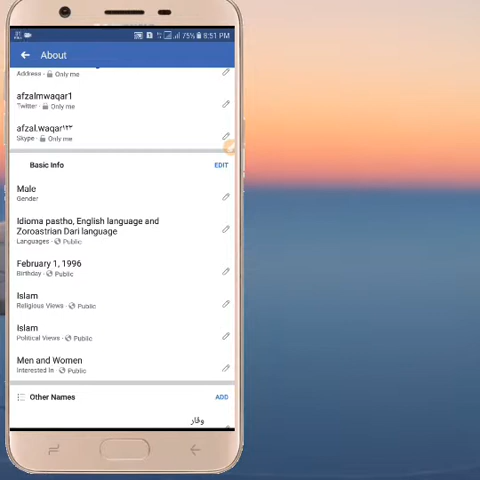 75% 8:51 PM
About
Address · Only me
afzalmwaqar1
Twitter · Only me
afzal.waqar۱۲۳
Skype · Only me
Basic Info EDIT
Male
Gender
Idioma pastho, English language and
Zoroastrian Dari language
Languages · Public
February 1, 1996
Birthday · Public
Islam
Religious Views · Public
Islam
Political Views · Public
Men and Women
Interested In · Public
Other Names ADD
وقار